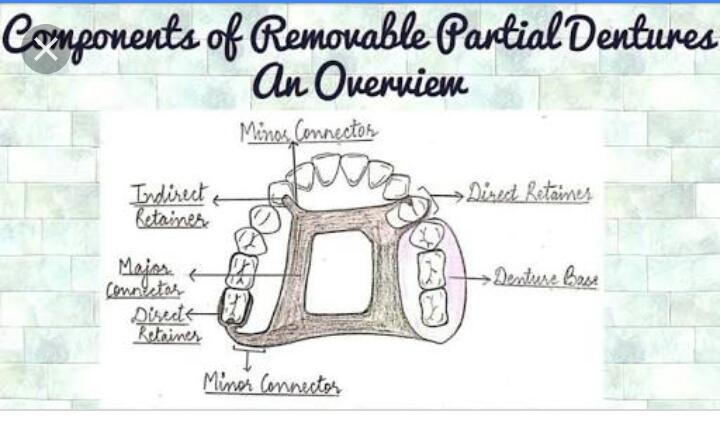 Components of Removable Partial Dentures
An Overview
Minor Connector
Indirect
Retainer
Direct Retainer
Major
Connector
Denture Base
Direct
Retainer
Minor Connector